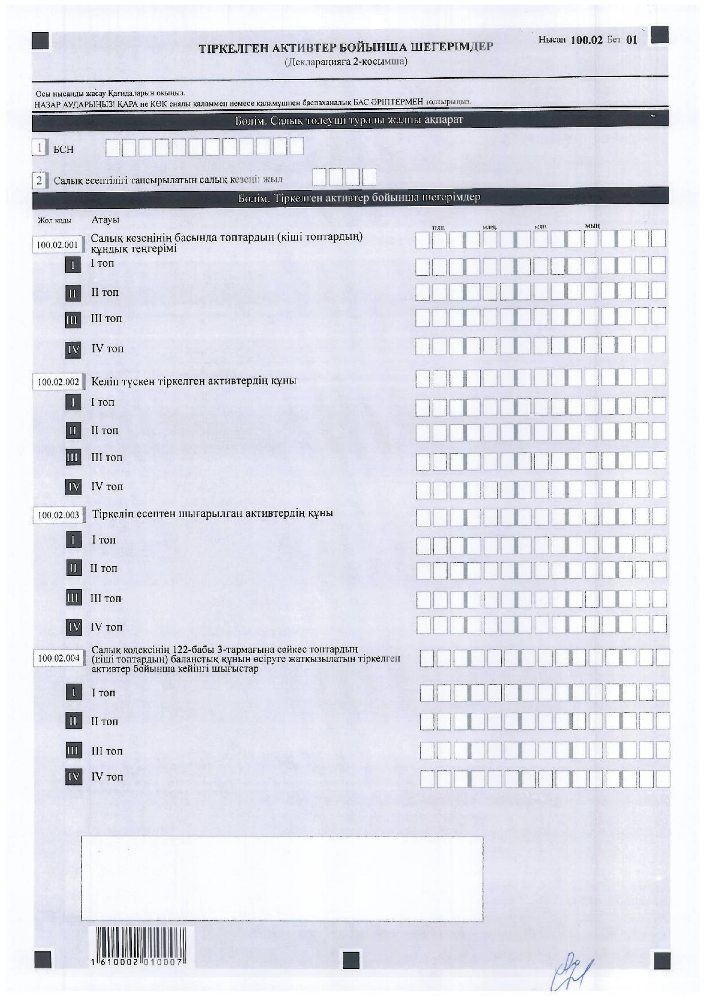 Нысан 100.02 Бет 01
ТІРКЕЛГЕН АКТИВТЕР БОЙЫНША ШЕГЕРІМДЕР
(Декларацияға 2-қосымша)
Осы нысанды жасау Қағидаларын оқыңыз.
НАЗАР АУДАРЫҢЫЗ! ҚАРА не КӨК сиялы қаламмен немесе қаламұшпен баспаханалық БАС ӘРІПТЕРМЕН толтырыңыз.
Бөлім. Салық төлеуші туралы жалпы ақпарат
1 БСН
2 Салық есептілігі тапсырылатын салық кезеңі: жыл
Бөлім. Тіркелген активтер бойынша шегерімдер
Жол коды Атауы
трлн. млрд. млн. мың
100.02.001 Салық кезеңінің басында топтардың (кіші топтардың)
құндық теңгерімі
I I топ
II II топ
III III топ
IV IV топ
100.02.002 Келіп түскен тіркелген активтердің құны
I I топ
II II топ
III III топ
IV IV топ
100.02.003 Тіркеліп есептен шығарылған активтердің құны
I I топ
II II топ
III III топ
IV IV топ
100.02.004 Салық кодексінің 122-бабы 3-тармағына сәйкес топтардың
(кіші топтардың) баланстық құнын өсіруге жатқызылатын тіркелген
активтер бойынша кейінгі шығыстар
I I топ
II II топ
III III топ
IV IV топ
1 610002 010007